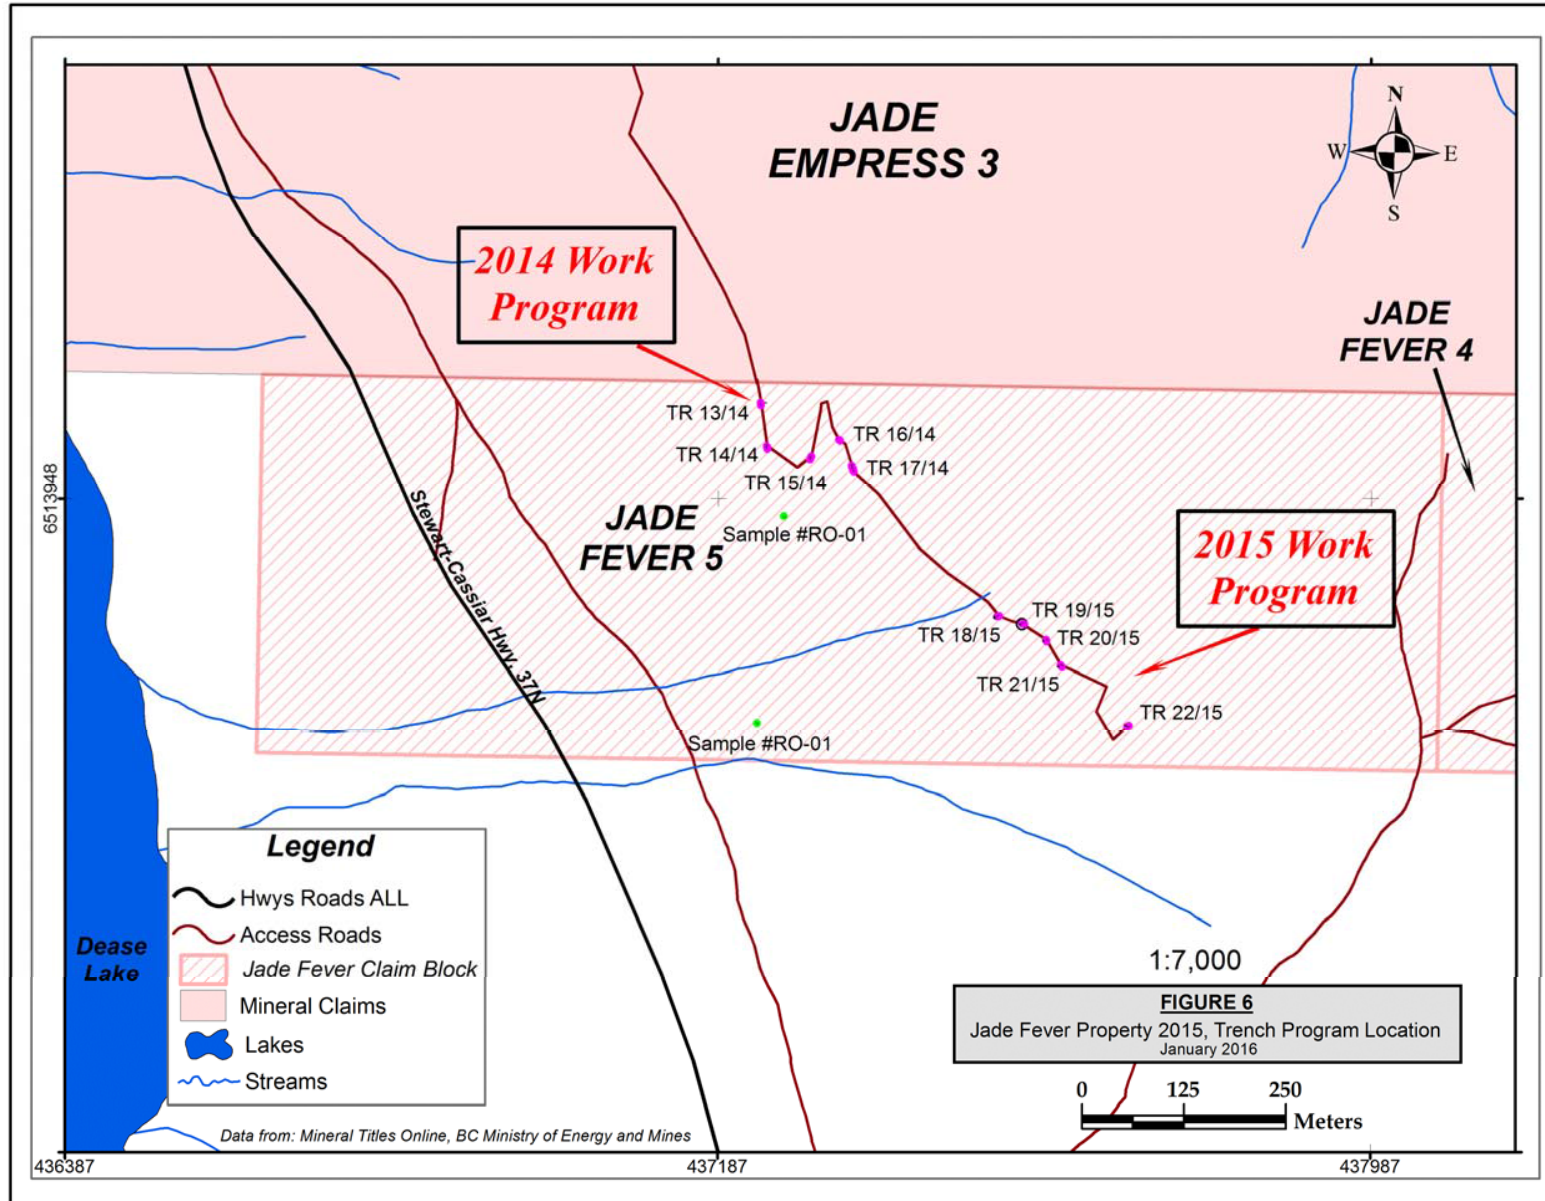 JADE
EMPRESS 3
N
W
E
S
2014 Work
Program
JADE
FEVER 4
TR 13/14
TR 14/14
TR 15/14
TR 16/14
TR 17/14
6513948
JADE
FEVER 5
Sample #RO-01
Stewart-Cassiar Hwy, 37N
2015 Work
Program
TR 18/15
TR 19/15
TR 20/15
TR 21/15
TR 22/15
Sample #RO-01
Legend
Hwys Roads ALL
Access Roads
Jade Fever Claim Block
Mineral Claims
Lakes
Streams
Dease
Lake
1:7,000
FIGURE 6
Jade Fever Property 2015, Trench Program Location
January 2016
0 125 250
Meters
Data from: Mineral Titles Online, BC Ministry of Energy and Mines
436387 437187 437987